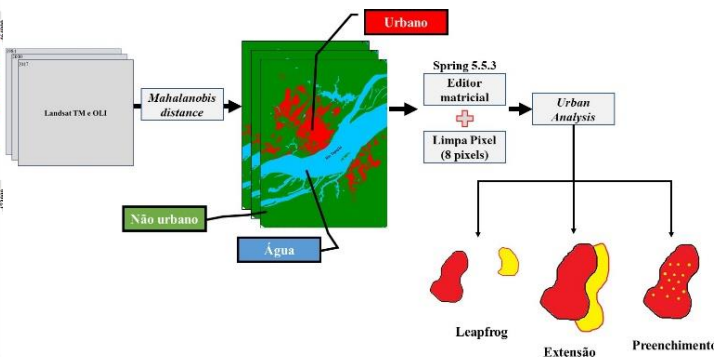 Urbano
2017
Landsat TM e OLI
Mahalanobis
distance
Spring 5.5.3
Editor
matricial
Limpa Pixel
(8 pixels)
Urban
Analysis
Não urbano
Água
Leapfrog
Extensão
Preenchimento